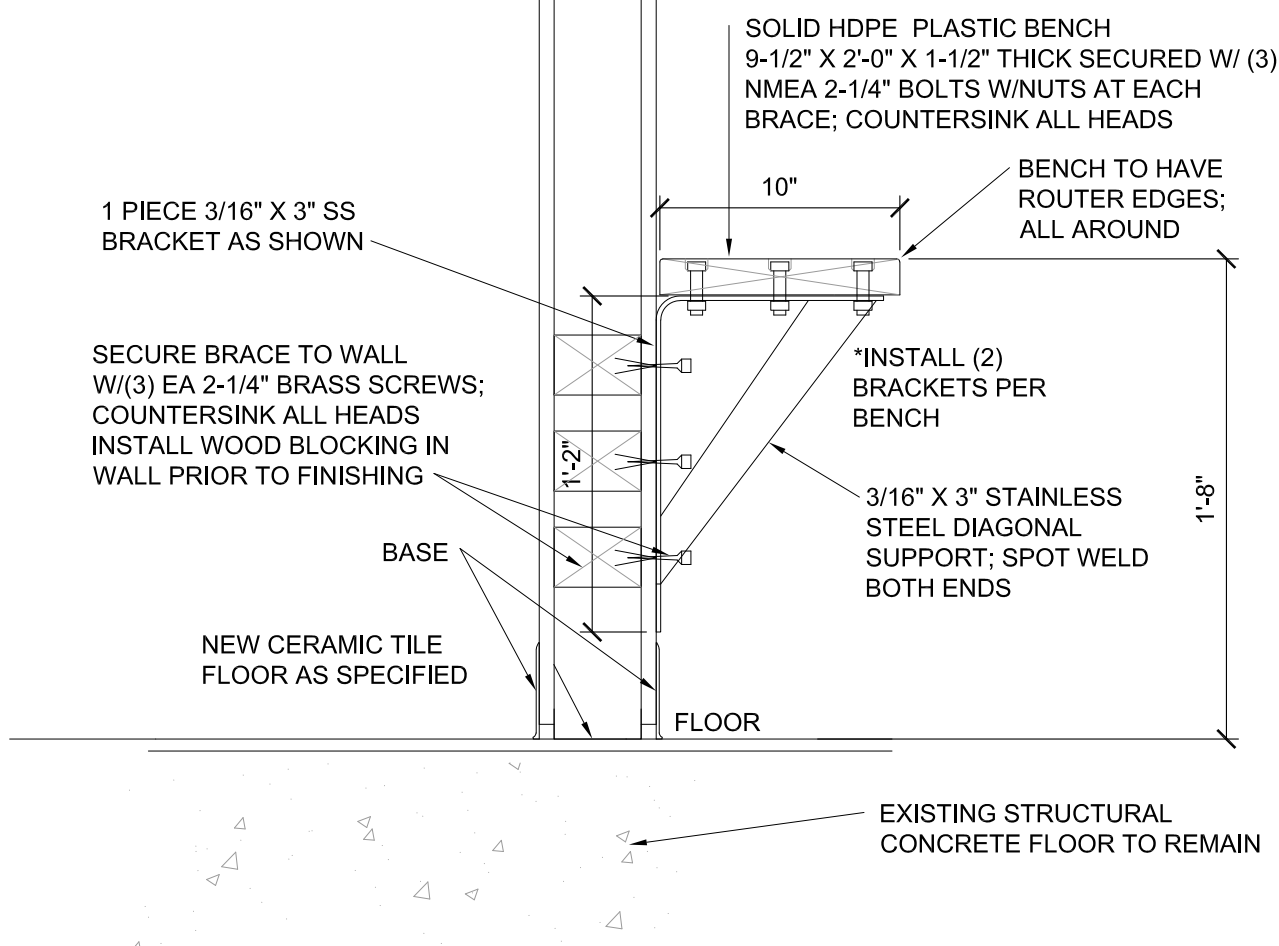 SOLID HDPE PLASTIC BENCH
9-1/2" X 2'-0" X 1-1/2" THICK SECURED W/ (3)
NMEA 2-1/4" BOLTS W/NUTS AT EACH
BRACE; COUNTERSINK ALL HEADS
BENCH TO HAVE
ROUTER EDGES;
ALL AROUND
10"
1 PIECE 3/16" X 3" SS
BRACKET AS SHOWN
SECURE BRACE TO WALL
W/(3) EA 2-1/4" BRASS SCREWS;
COUNTERSINK ALL HEADS
INSTALL WOOD BLOCKING IN
WALL PRIOR TO FINISHING
1'-2"
*INSTALL (2)
BRACKETS PER
BENCH
3/16" X 3" STAINLESS
STEEL DIAGONAL
SUPPORT; SPOT WELD
BOTH ENDS
1'-8"
BASE
NEW CERAMIC TILE
FLOOR AS SPECIFIED
FLOOR
EXISTING STRUCTURAL
CONCRETE FLOOR TO REMAIN